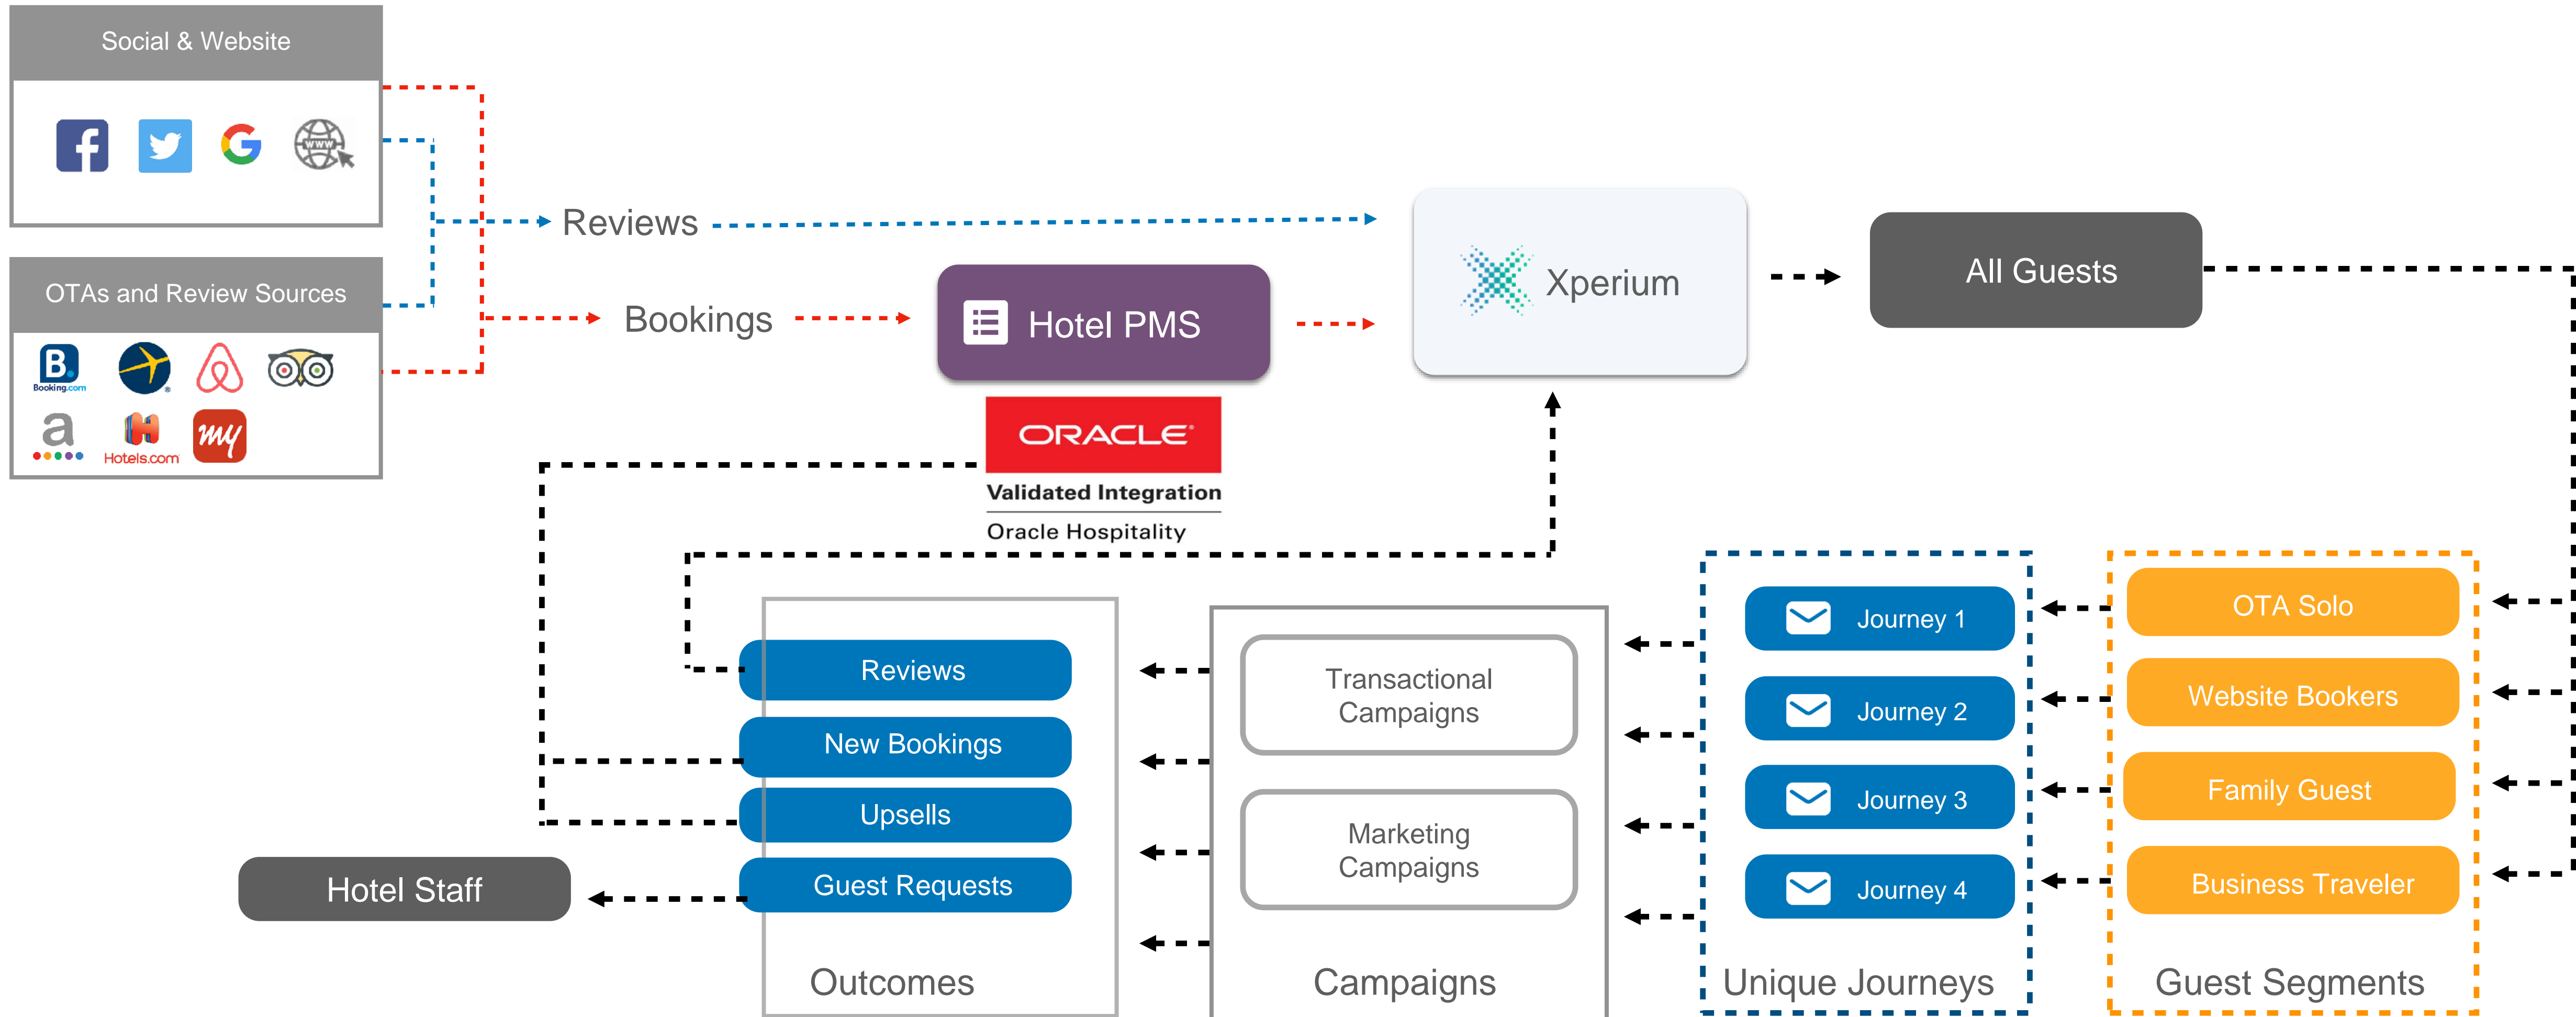 Social & Website
f
G
WWW
OTAs and Review Sources
B.
Booking.com
a
H
Hotels.com
my
Reviews
Bookings
Hotel PMS
ORACLE®
Validated Integration
Oracle Hospitality
Xperium
All Guests
OTA Solo
Website Bookers
Family Guest
Business Traveler
Guest Segments
Journey 1
Journey 2
Journey 3
Journey 4
Unique Journeys
Transactional
Campaigns
Marketing
Campaigns
Campaigns
Reviews
New Bookings
Upsells
Guest Requests
Outcomes
Hotel Staff